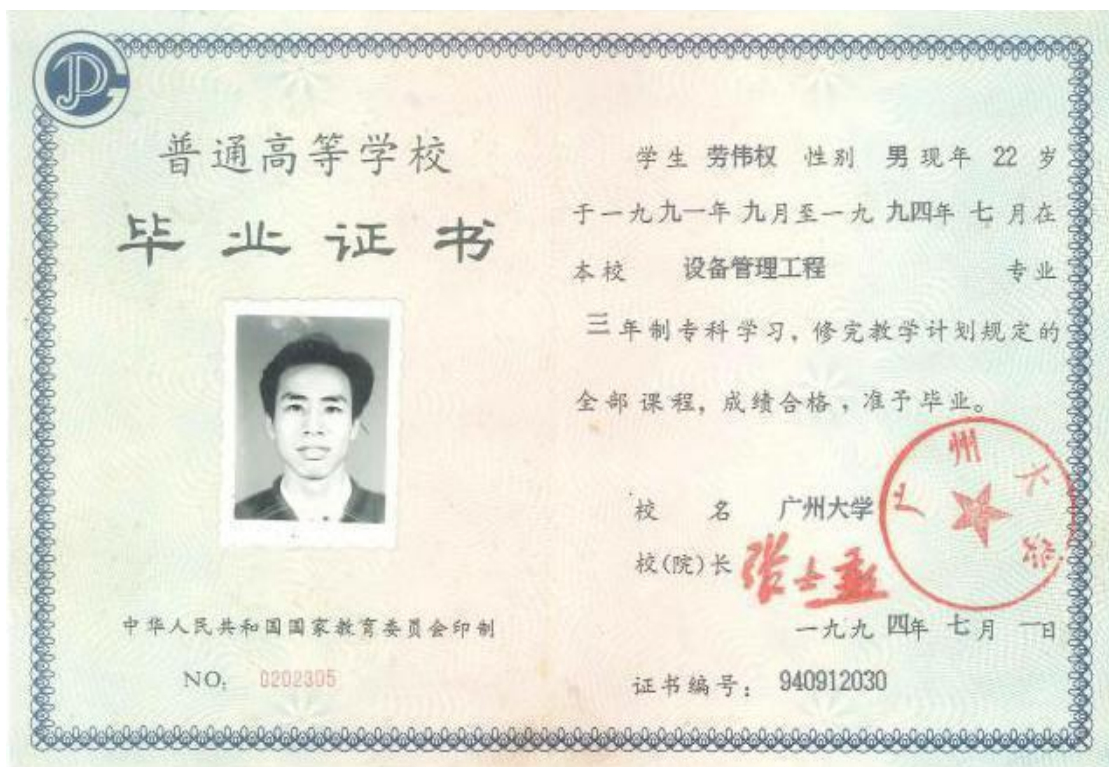 普通高等学校
毕业证书
中华人民共和国国家教育委员会印制
NO: 0202305
学生 劳伟权 性别 男 现年 22 岁
于一九九一年 九月至一九 九四年 七 月在
本校 设备管理工程 专业
三年制专科学习，修完教学计划规定的
全部课程，成绩合格，准予毕业。
校 名 广州大学
校(院)长
一九九 四年 七月 一日
证书编号： 940912030